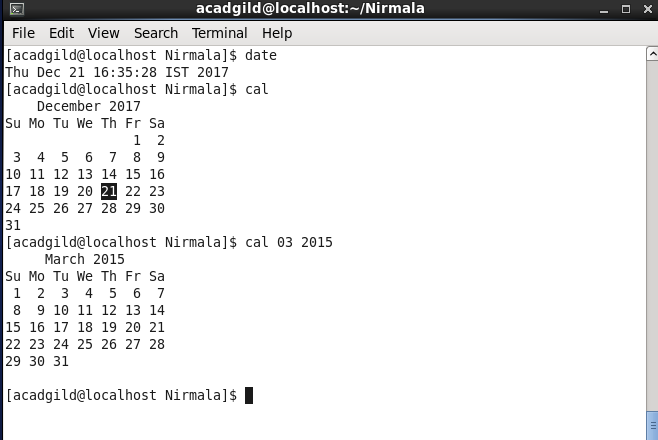 acadgild@localhost:~/Nirmala
File Edit View Search Terminal Help
[acadgild@localhost Nirmala]$ date
Thu Dec 21 16:35:28 IST 2017
[acadgild@localhost Nirmala]$ cal
    December 2017
Su Mo Tu We Th Fr Sa
                1  2
 3  4  5  6  7  8  9
10 11 12 13 14 15 16
17 18 19 20 21 22 23
24 25 26 27 28 29 30
31
[acadgild@localhost Nirmala]$ cal 03 2015
     March 2015
Su Mo Tu We Th Fr Sa
 1  2  3  4  5  6  7
 8  9 10 11 12 13 14
15 16 17 18 19 20 21
22 23 24 25 26 27 28
29 30 31
[acadgild@localhost Nirmala]$